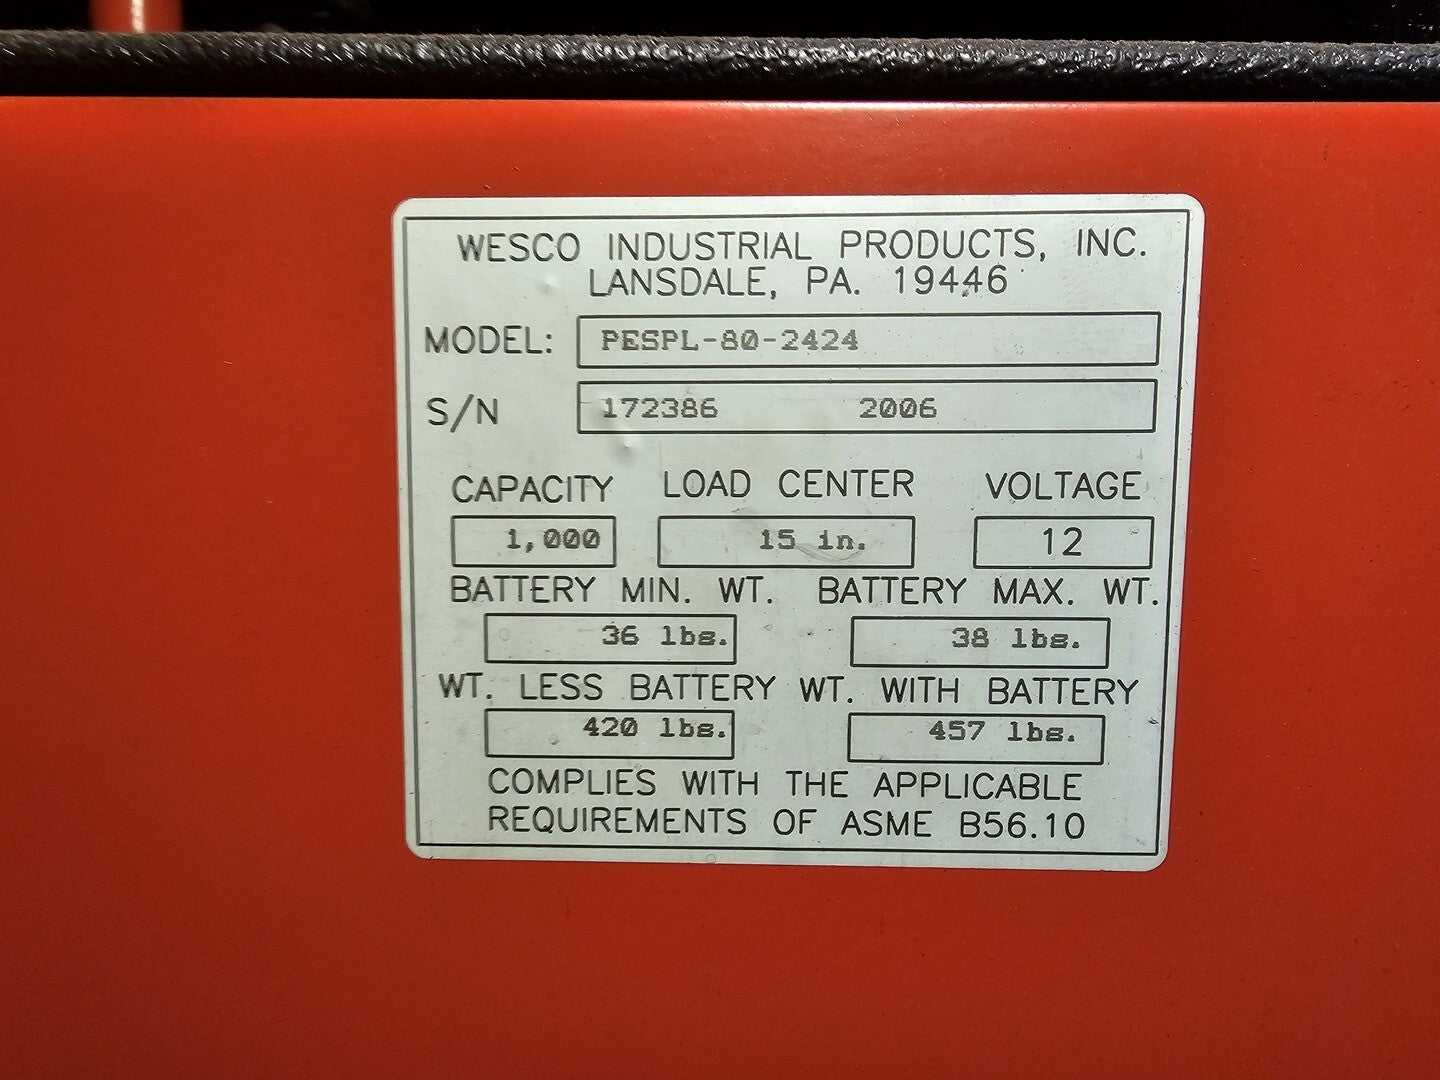 WESCO INDUSTRIAL PRODUCTS, INC.
LANSDALE, PA. 19446
MODEL: PESPL-80-2424
S/N 172386 2006
CAPACITY LOAD CENTER VOLTAGE
1,000 15 in. 12
BATTERY MIN. WT. BATTERY MAX. WT.
36 lbs. 38 lbs.
WT. LESS BATTERY WT. WITH BATTERY
420 lbs. 457 lbs.
COMPLIES WITH THE APPLICABLE
REQUIREMENTS OF ASME B56.10